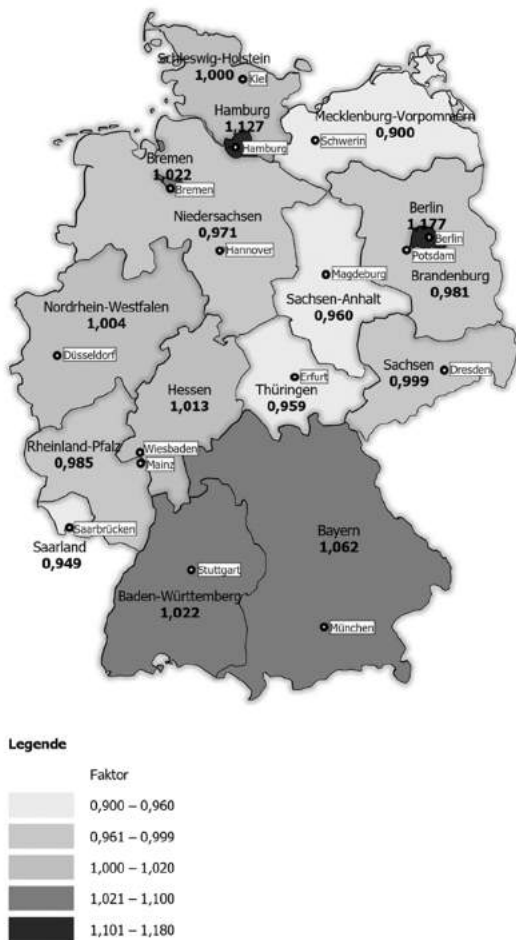 Schleswig-Holstein
1,000
Kiel
Hamburg
1,127
Hamburg
Mecklenburg-Vorpommern
0,900
Schwerin
Bremen
1,022
Bremen
Niedersachsen
0,971
Hannover
Berlin
1,177
Berlin
Potsdam
Brandenburg
0,981
Magdeburg
Sachsen-Anhalt
0,960
Nordrhein-Westfalen
1,004
Düsseldorf
Hessen
1,013
Erfurt
Thüringen
0,959
Sachsen
0,999
Dresden
Rheinland-Pfalz
0,985
Wiesbaden
Mainz
Saarbrücken
Saarland
0,949
Bayern
1,062
Stuttgart
Baden-Württemberg
1,022
München
Legende
Faktor
0,900 – 0,960
0,961 – 0,999
1,000 – 1,020
1,021 – 1,100
1,101 – 1,180